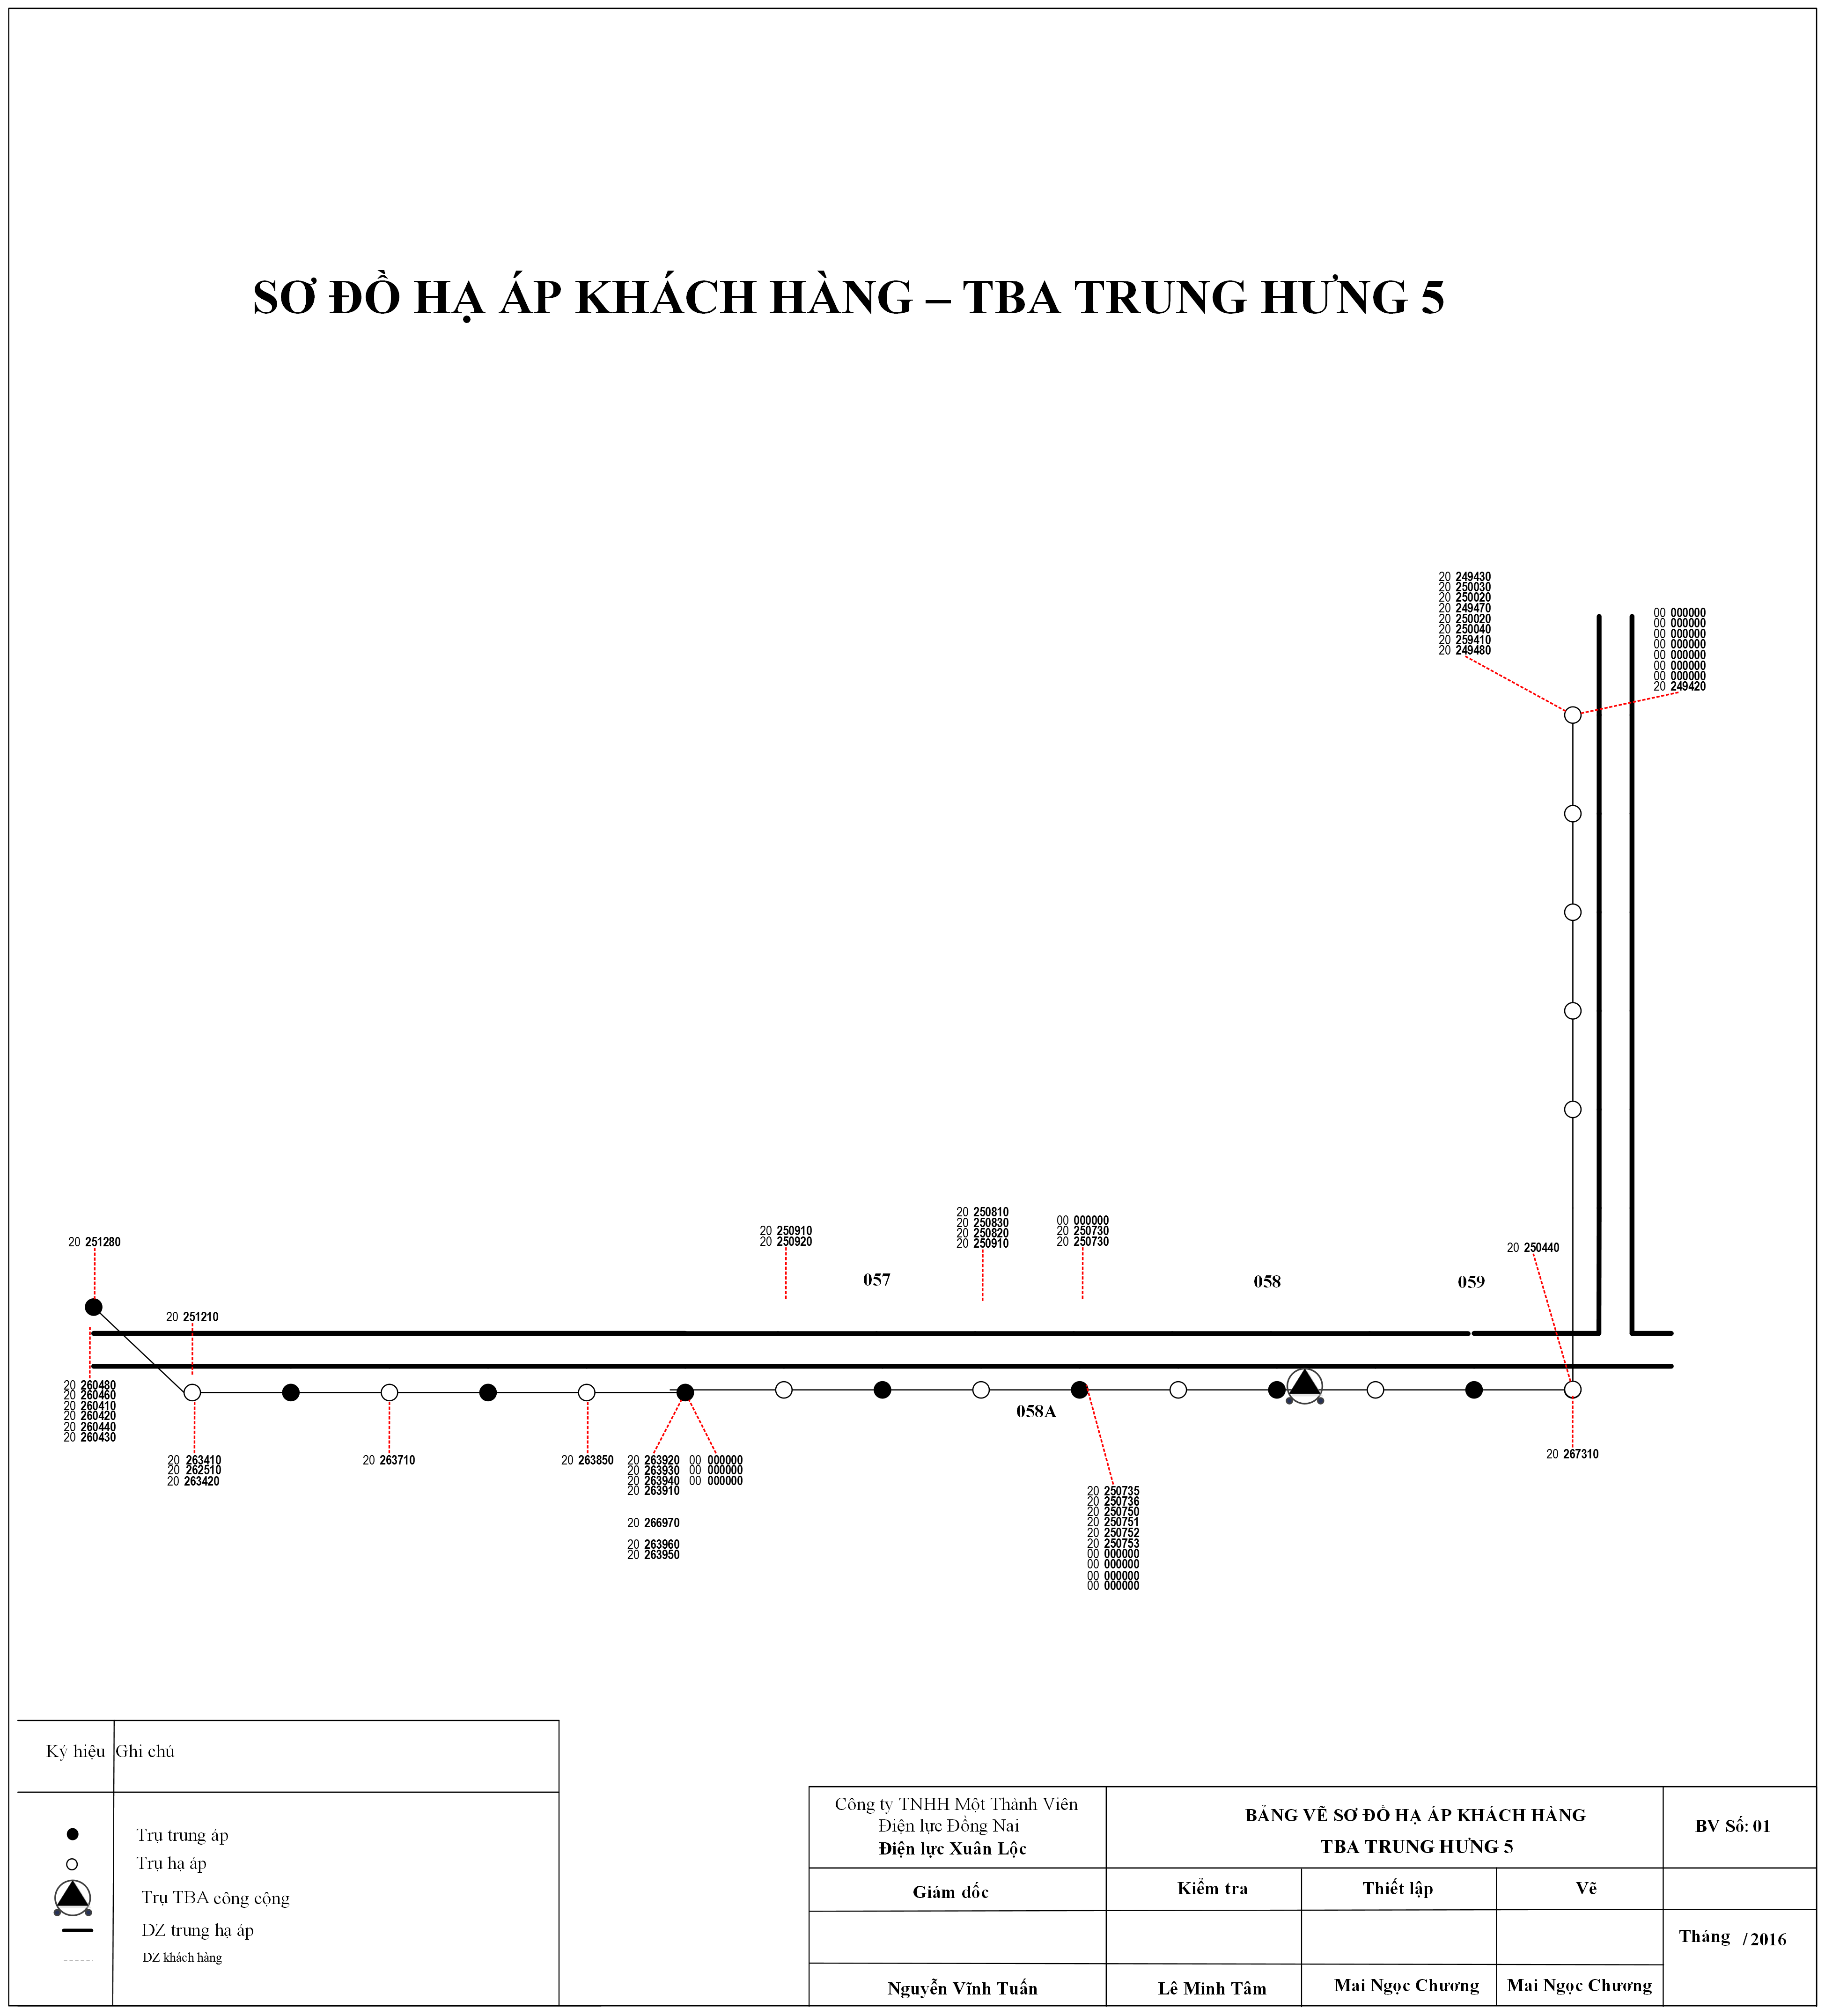 SƠ ĐỒ HẠ ÁP KHÁCH HÀNG – TBA TRUNG HƯNG 5
20 249430
20 250030
20 250020
20 249470
20 250020
20 250040
20 259410
20 249480
00 000000
00 000000
00 000000
00 000000
00 000000
00 000000
00 000000
20 249420
20 251280
20 251210
20 250910
20 250920
057
20 250810
20 250830
20 250820
20 250910
00 000000
20 250730
20 250730
058
059
20 250440
20 260480
20 260460
20 260410
20 260420
20 260440
20 260430
20 263410
20 262510
20 263420
20 263710
20 263850
20 263920
20 263930
20 263940
20 263910
20 266970
20 263960
20 263950
00 000000
00 000000
00 000000
058A
20 250735
20 250736
20 250750
20 250751
20 250752
20 250753
00 000000
00 000000
00 000000
00 000000
20 267310
Ký hiệu Ghi chú
Trụ trung áp
Trụ hạ áp
Trụ TBA công cộng
DZ trung hạ áp
DZ khách hàng
Công ty TNHH Một Thành Viên
Điện lực Đồng Nai
Điện lực Xuân Lộc
BẢNG VẼ SƠ ĐỒ HẠ ÁP KHÁCH HÀNG
TBA TRUNG HƯNG 5
BV Số: 01
Giám đốc
Kiểm tra
Thiết lập
Vẽ
Tháng / 2016
Nguyễn Vĩnh Tuấn
Lê Minh Tâm
Mai Ngọc Chương
Mai Ngọc Chương